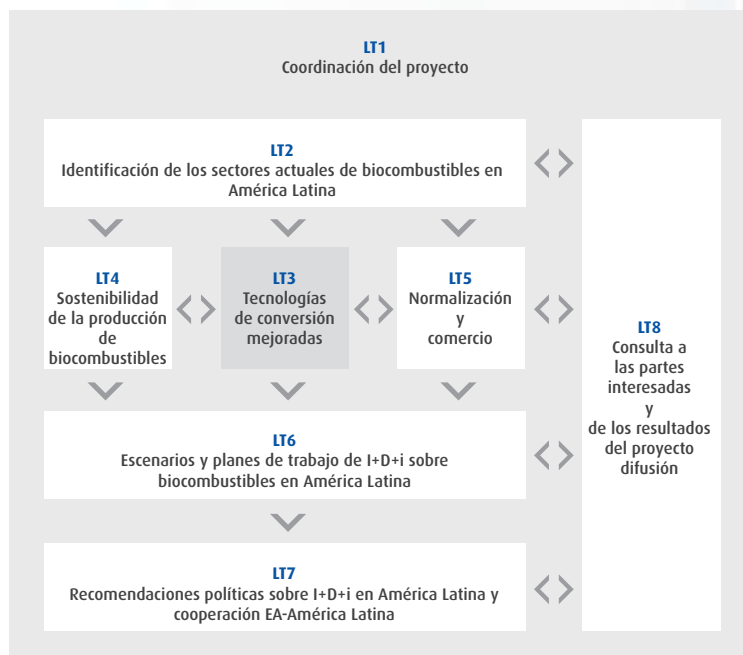 LT1
Coordinación del proyecto
LT2
Identificación de los sectores actuales de biocombustibles en
América Latina
LT4
Sostenibilidad
de la producción
de
biocombustibles
LT3
Tecnologías
de conversión
mejoradas
LT5
Normalización
y
comercio
LT8
Consulta a
las partes
interesadas
y
de los resultados
del proyecto
difusión
LT6
Escenarios y planes de trabajo de I+D+i sobre
biocombustibles en América Latina
LT7
Recomendaciones políticas sobre I+D+i en América Latina y
cooperación EA-América Latina